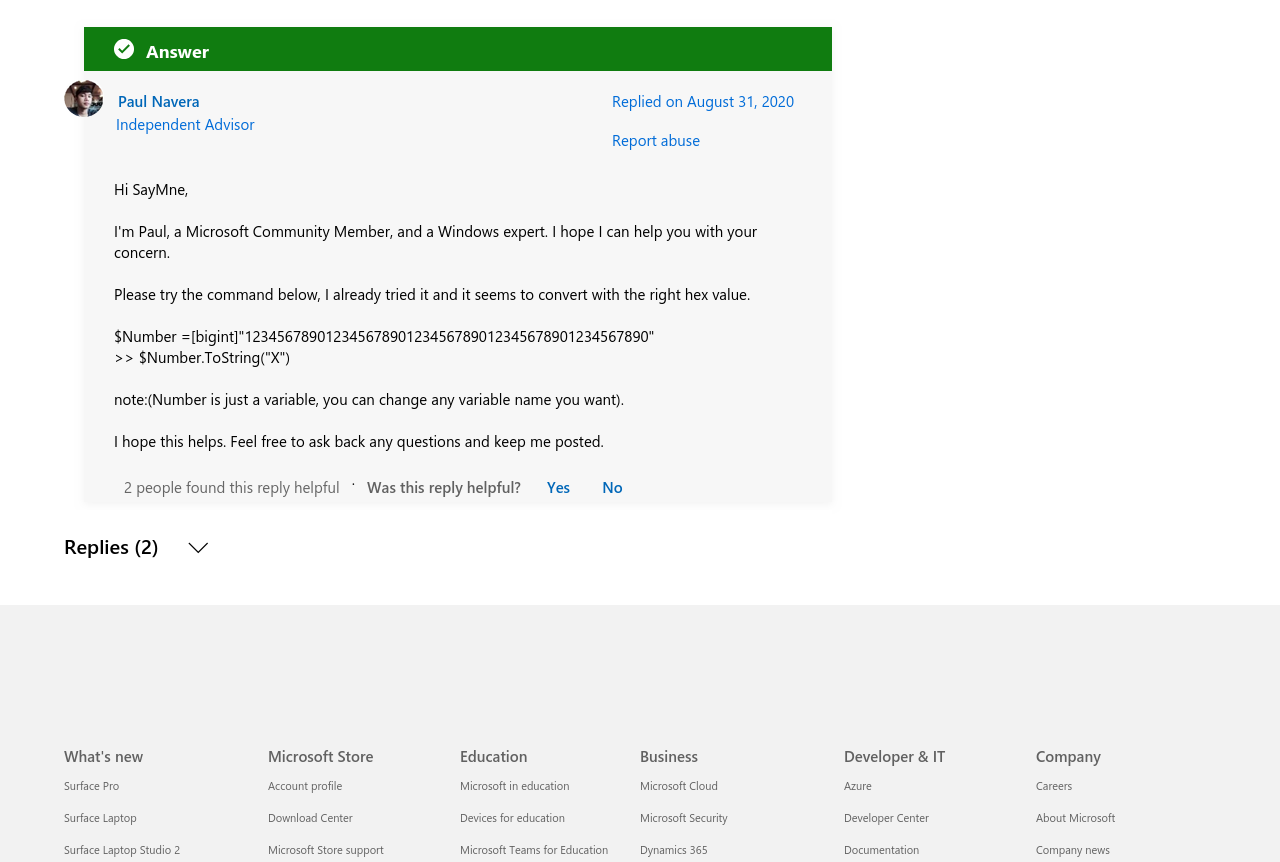 Answer
Paul Navera
Independent Advisor
Replied on August 31, 2020
Report abuse
Hi SayMne,
I'm Paul, a Microsoft Community Member, and a Windows expert. I hope I can help you with your
concern.
Please try the command below, I already tried it and it seems to convert with the right hex value.
$Number =[bigint]"12345678901234567890123456789012345678901234567890"
>> $Number.ToString("X")
note:(Number is just a variable, you can change any variable name you want).
I hope this helps. Feel free to ask back any questions and keep me posted.
2 people found this reply helpful · Was this reply helpful? Yes No
Replies (2)
What's new
Surface Pro
Surface Laptop
Surface Laptop Studio 2
Microsoft Store
Account profile
Download Center
Microsoft Store support
Education
Microsoft in education
Devices for education
Microsoft Teams for Education
Business
Microsoft Cloud
Microsoft Security
Dynamics 365
Developer & IT
Azure
Developer Center
Documentation
Company
Careers
About Microsoft
Company news